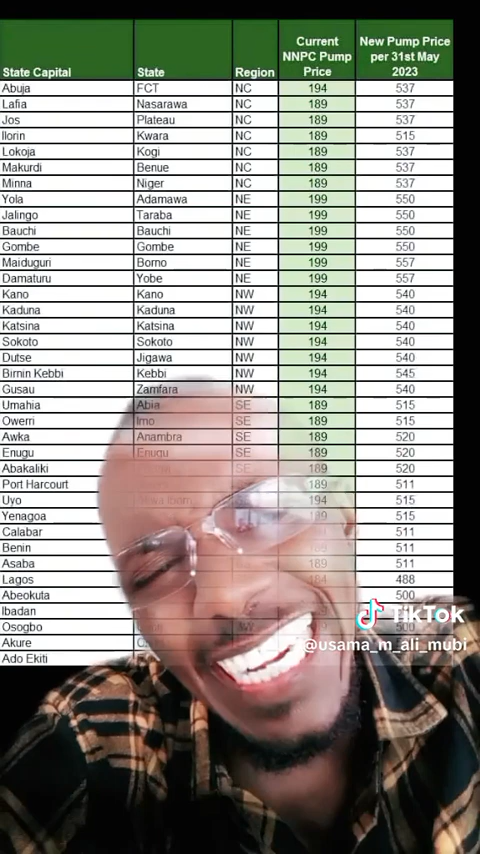 State Capital State Region Current NNPC Pump Price New Pump Price per 31st May 2023
Abuja FCT NC 194 537
Lafia Nasarawa NC 189 537
Jos Plateau NC 189 537
Ilorin Kwara NC 189 515
Lokoja Kogi NC 189 537
Makurdi Benue NC 189 537
Minna Niger NC 189 537
Yola Adamawa NE 199 550
Jalingo Taraba NE 199 550
Bauchi Bauchi NE 199 550
Gombe Gombe NE 199 550
Maiduguri Borno NE 199 557
Damaturu Yobe NE 199 557
Kano Kano NW 194 540
Kaduna Kaduna NW 194 540
Katsina Katsina NW 194 540
Sokoto Sokoto NW 194 540
Dutse Jigawa NW 194 540
Birnin Kebbi Kebbi NW 194 545
Gusau Zamfara NW 194 540
Umahia Abia SE 189 515
Owerri Imo SE 189 515
Awka Anambra SE 189 520
Enugu Enugu SE 189 520
Abakaliki SE 189 520
Port Harcourt 189 511
Uyo 194 515
Yenagoa 515
Calabar 511
Benin 511
Asaba 511
Lagos 184 488
Abeokuta 500
Ibadan
Osogbo 500
Akure
Ado Ekiti
TikTok
@usama_m_ali_mubi